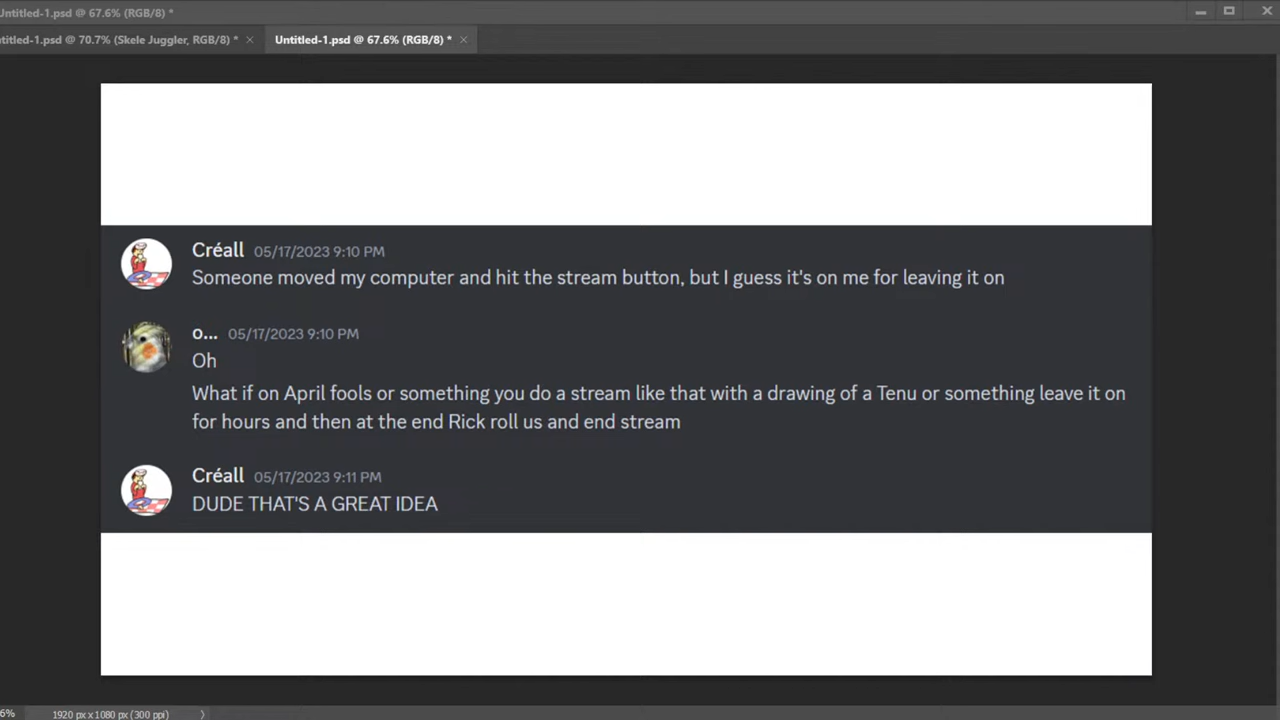 Untitled-1.psd @ 67.6% (RGB/8) *
ntitled-1.psd @ 70.7% (Skele Juggler, RGB/8) *
Untitled-1.psd @ 67.6% (RGB/8) *
Créall 05/17/2023 9:10 PM
Someone moved my computer and hit the stream button, but I guess it's on me for leaving it on
o... 05/17/2023 9:10 PM
Oh
What if on April fools or something you do a stream like that with a drawing of a Tenu or something leave it on
for hours and then at the end Rick roll us and end stream
Créall 05/17/2023 9:11 PM
DUDE THAT'S A GREAT IDEA
6% 1920 px x 1080 px (300 ppi)